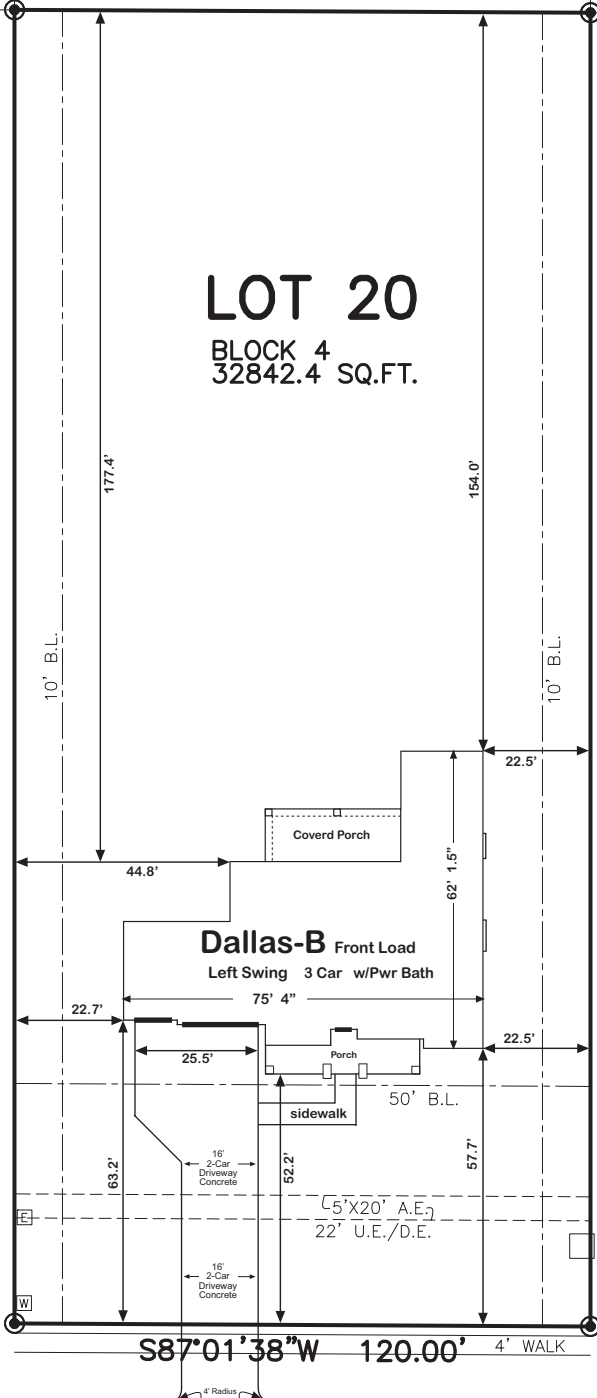 LOT 20
BLOCK 4
32842.4 SQ.FT.
177.4'
154.0'
10' B.L.
10' B.L.
22.5'
Coverd Porch
44.8'
62' 1.5"
Dallas-B Front Load
Left Swing 3 Car w/Pwr Bath
75' 4"
22.7'
22.5'
25.5'
Porch
50' B.L.
sidewalk
63.2'
16'
2-Car
Driveway
Concrete
52.2'
57.7'
5'X20' A.E.
E
22' U.E./D.E.
16'
2-Car
Driveway
Concrete
W
S87°01'38"W 120.00'
4' WALK
4' Radius